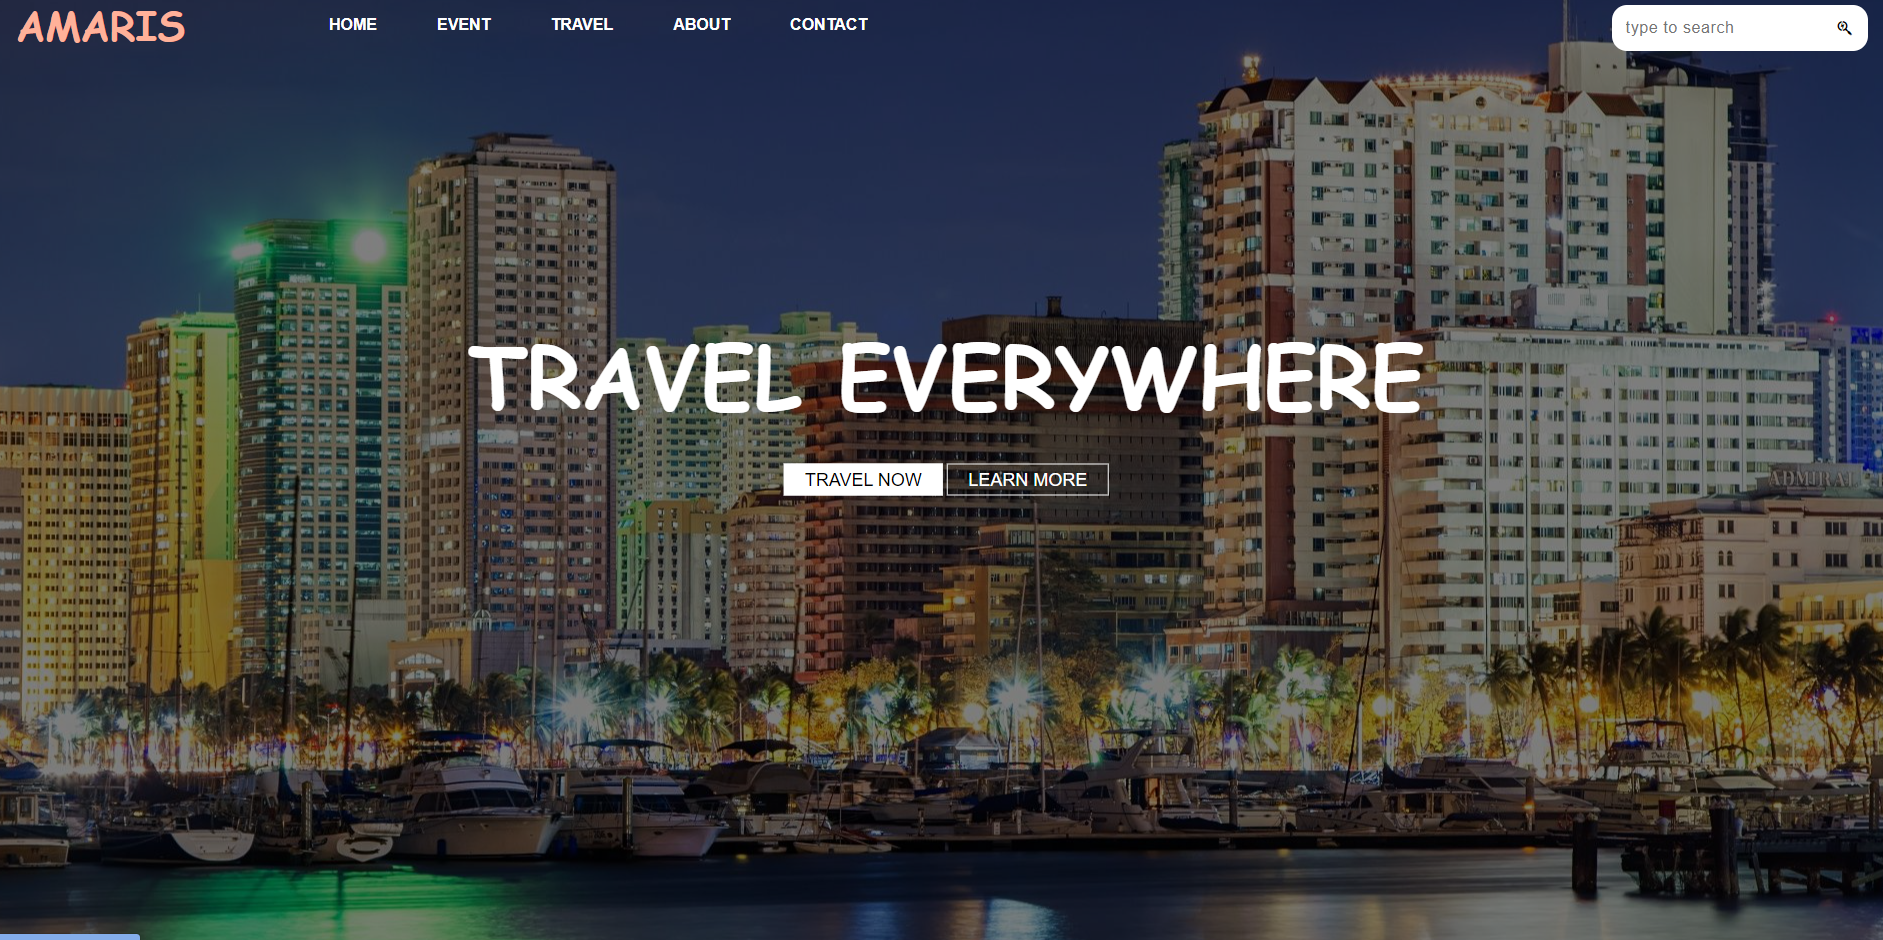 AMARIS
HOME EVENT TRAVEL ABOUT CONTACT
type to search
TRAVEL EVERYWHERE
TRAVEL NOW LEARN MORE
ADMIRAL